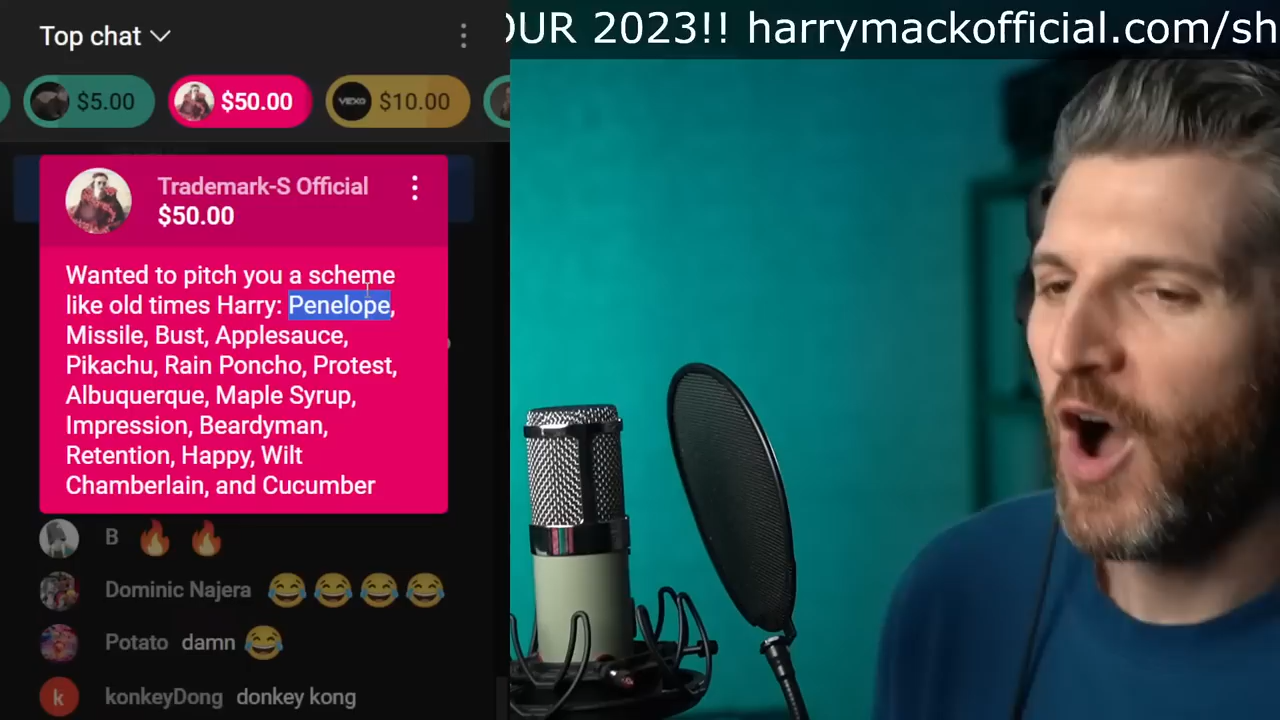 Top chat
OUR 2023!! harrymackofficial.com/sh
$5.00
$50.00
VEXO
$10.00
Trademark-S Official
$50.00
Wanted to pitch you a scheme
like old times Harry: Penelope,
Missile, Bust, Applesauce,
Pikachu, Rain Poncho, Protest,
Albuquerque, Maple Syrup,
Impression, Beardyman,
Retention, Happy, Wilt
Chamberlain, and Cucumber
B 🔥 🔥
Dominic Najera 😂😂😂😂
Potato damn 😂
k konkeyDong donkey kong